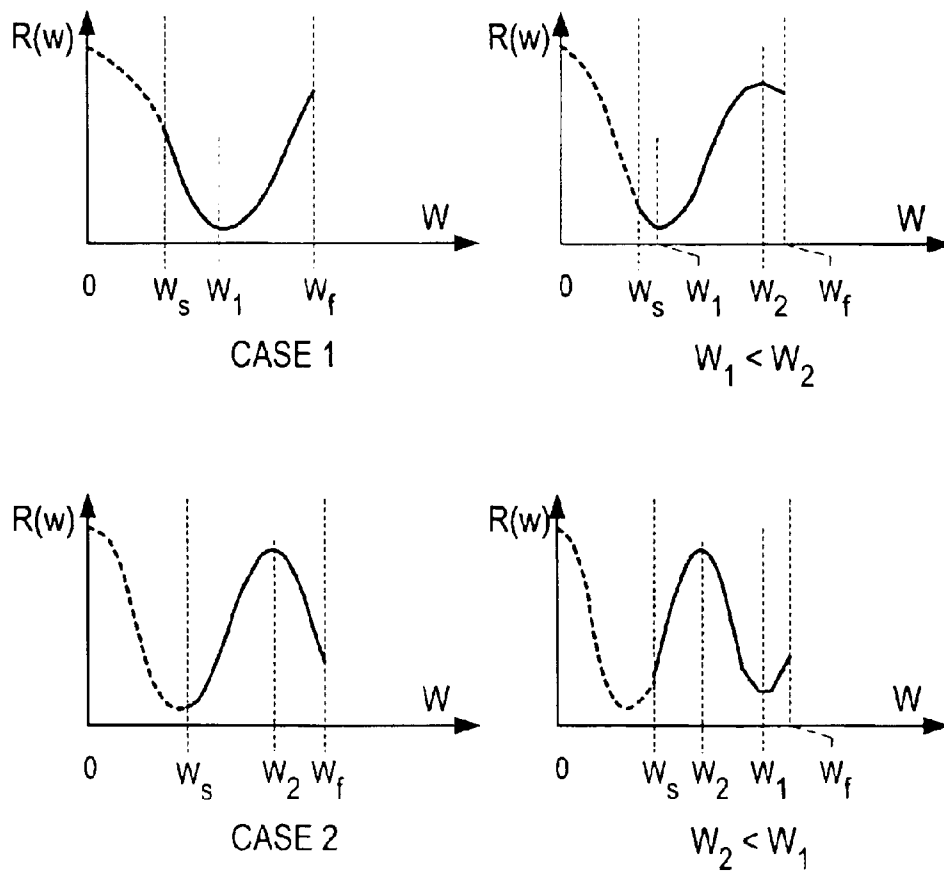 R(w)
W
0 Ws W1 Wf
CASE 1
R(w)
W
0 Ws W1 W2 Wf
W1 < W2
R(w)
W
0 Ws W2 Wf
CASE 2
R(w)
W
0 Ws W2 W1 Wf
W2 < W1